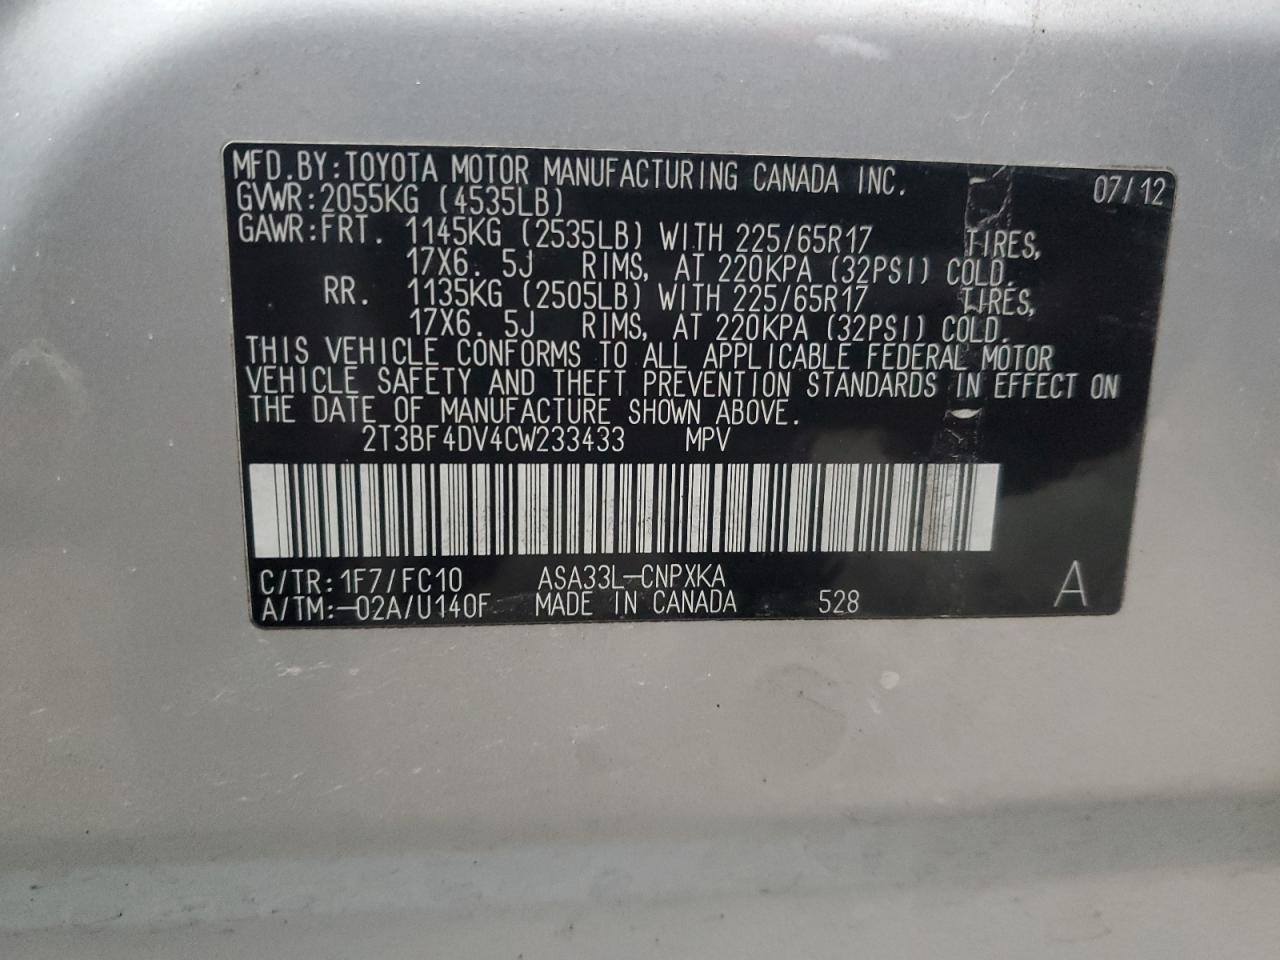 MFD.BY:TOYOTA MOTOR MANUFACTURING CANADA INC. 07/12
GVWR:2055KG (4535LB)
GAWR:FRT. 1145KG (2535LB) WITH 225/65R17 TIRES,
17X6.5J RIMS, AT 220KPA (32PSI) COLD.
RR. 1135KG (2505LB) WITH 225/65R17 TIRES,
17X6.5J RIMS, AT 220KPA (32PSI) COLD.
THIS VEHICLE CONFORMS TO ALL APPLICABLE FEDERAL MOTOR
VEHICLE SAFETY AND THEFT PREVENTION STANDARDS IN EFFECT ON
THE DATE OF MANUFACTURE SHOWN ABOVE.
2T3BF4DV4CW233433 MPV
C/TR:1F7/FC10 ASA33L-CNPXKA
A/TM:-02A/U140F MADE IN CANADA 528 A